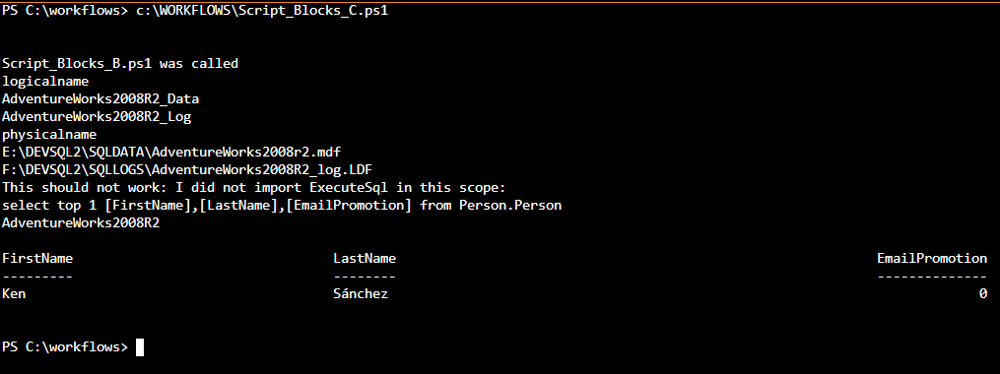 PS C:\workflows> c:\WORKFLOWS\Script_Blocks_C.ps1
Script_Blocks_B.ps1 was called
logicalname
AdventureWorks2008R2_Data
AdventureWorks2008R2_Log
physicalname
E:\DEVSQL2\SQLDATA\AdventureWorks2008r2.mdf
F:\DEVSQL2\SQLLOGS\AdventureWorks2008R2_log.LDF
This should not work: I did not import ExecuteSql in this scope:
select top 1 [FirstName],[LastName],[EmailPromotion] from Person.Person
AdventureWorks2008R2
FirstName LastName EmailPromotion
--------- -------- --------------
Ken Sánchez 0
PS C:\workflows>